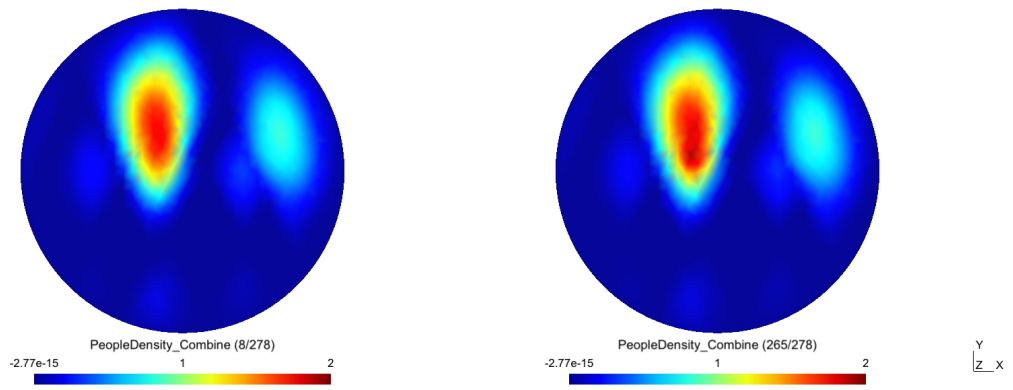 PeopleDensity_Combine (8/278)
-2.77e-15 1 2
PeopleDensity_Combine (265/278)
-2.77e-15 1 2
Y
Z X